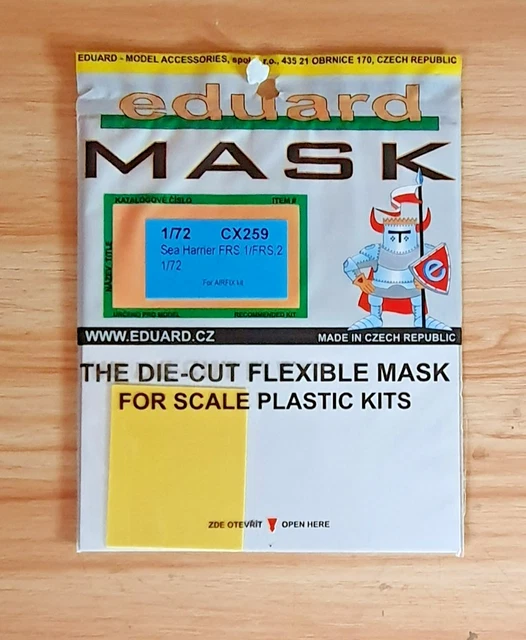 EDUARD - MODEL ACCESSORIES, spol. r.o., 435 21 OBRNICE 170, CZECH REPUBLIC
eduard
MASK
KATALOGOVÉ ČÍSLO ITEM #
NÁZEV/TITLE
1/72 CX259
Sea Harrier FRS.1/FRS.2
1/72
For AIRFIX kit
URČENO PRO MODEL RECOMMENDED KIT
e
WWW.EDUARD.CZ MADE IN CZECH REPUBLIC
THE DIE-CUT FLEXIBLE MASK
FOR SCALE PLASTIC KITS
ZDE OTEVŘÍT OPEN HERE